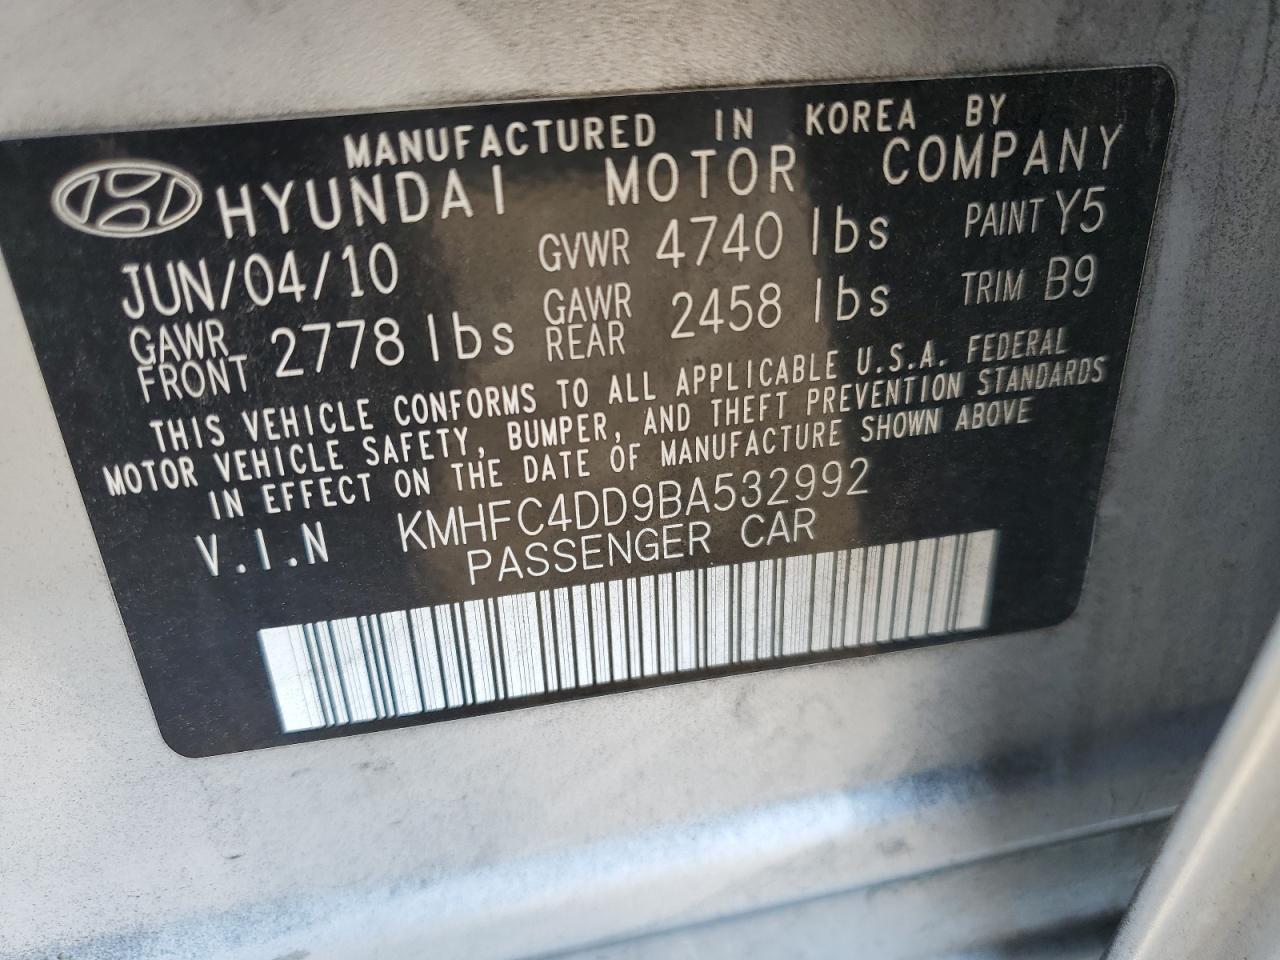 MANUFACTURED IN KOREA BY
HYUNDAI MOTOR COMPANY
JUN/04/10 GVWR 4740 lbs PAINT Y5
GAWR FRONT 2778 lbs GAWR REAR 2458 lbs TRIM B9
THIS VEHICLE CONFORMS TO ALL APPLICABLE U.S.A. FEDERAL
MOTOR VEHICLE SAFETY, BUMPER, AND THEFT PREVENTION STANDARDS
IN EFFECT ON THE DATE OF MANUFACTURE SHOWN ABOVE
V.I.N KMHFC4DD9BA532992
PASSENGER CAR